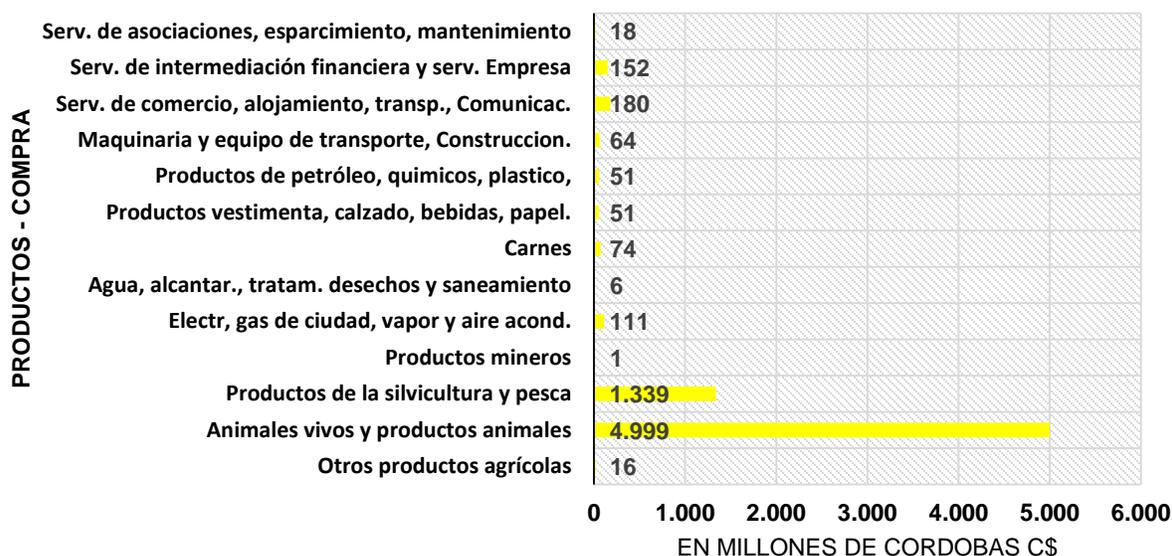 PRODUCTOS - COMPRA
Serv. de asociaciones, esparcimiento, mantenimiento 18
Serv. de intermediación financiera y serv. Empresa 152
Serv. de comercio, alojamiento, transp., Comunicac. 180
Maquinaria y equipo de transporte, Construccion. 64
Productos de petróleo, quimicos, plastico, 51
Productos vestimenta, calzado, bebidas, papel. 51
Carnes 74
Agua, alcantar., tratam. desechos y saneamiento 6
Electr, gas de ciudad, vapor y aire acond. 111
Productos mineros 1
Productos de la silvicultura y pesca 1.339
Animales vivos y productos animales 4.999
Otros productos agrícolas 16
0 1.000 2.000 3.000 4.000 5.000 6.000
EN MILLONES DE CORDOBAS C$